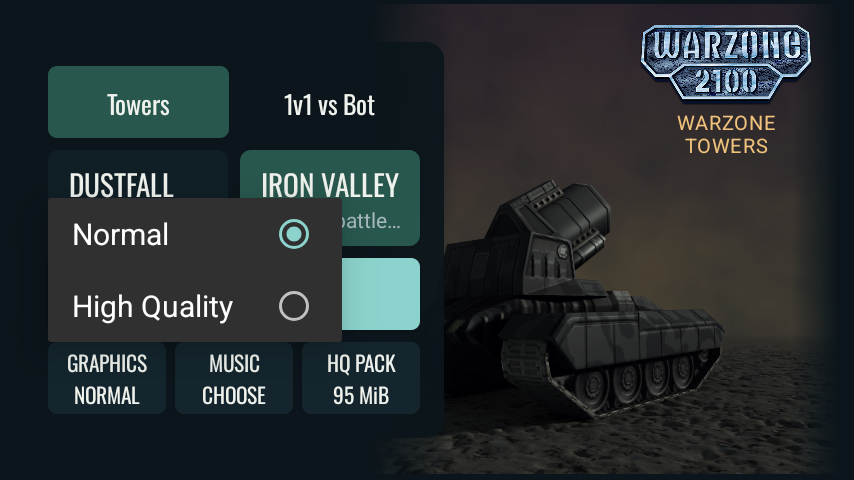 WARZONE
2100
WARZONE
TOWERS
Towers
1v1 vs Bot
DUSTFALL
IRON VALLEY
battle…
Normal
High Quality
GRAPHICS
NORMAL
MUSIC
CHOOSE
HQ PACK
95 MiB